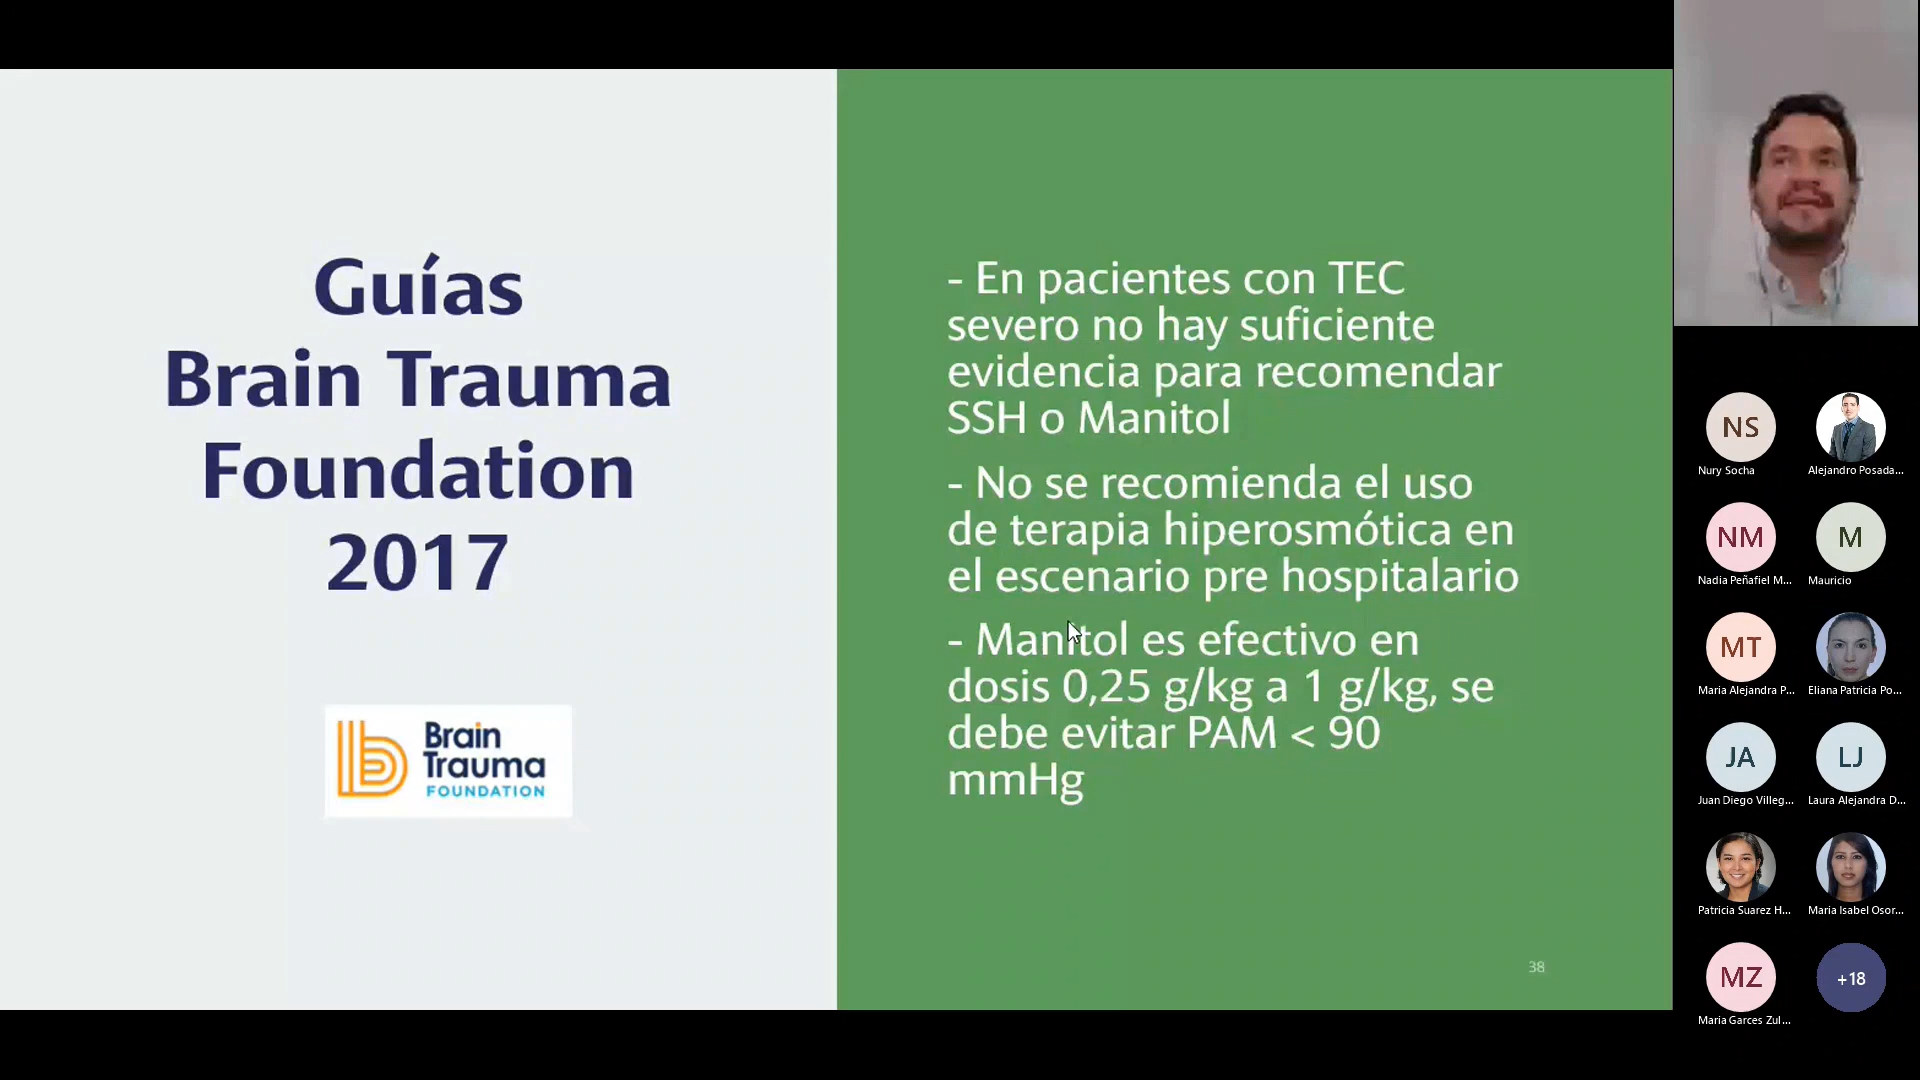 Guías
Brain Trauma
Foundation
2017
Brain
Trauma
FOUNDATION
- En pacientes con TEC
severo no hay suficiente
evidencia para recomendar
SSH o Manitol
- No se recomienda el uso
de terapia hiperosmótica en
el escenario pre hospitalario
- Manitol es efectivo en
dosis 0,25 g/kg a 1 g/kg, se
debe evitar PAM < 90
mmHg
38
NS
Nury Socha
Alejandro Posada...
NM
Nadia Peñafiel M...
M
Mauricio
MT
Maria Alejandra P...
Eliana Patricia Po...
JA
Juan Diego Villeg...
LJ
Laura Alejandra D...
Patricia Suarez H...
Maria Isabel Osor...
MZ
Maria Garces Zul...
+18